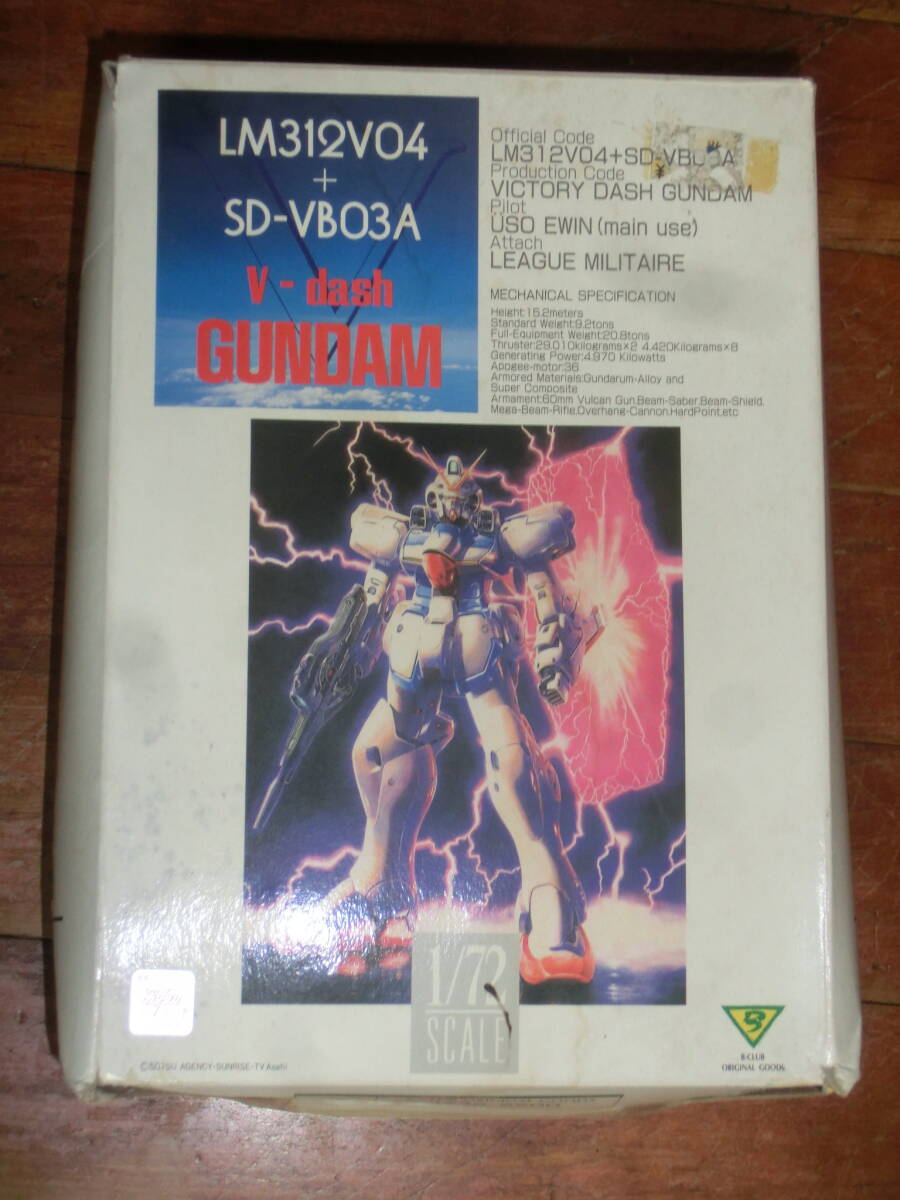 LM312V04
+
SD-VB03A
V - dash
GUNDAM
Official Code
LM312V04+SD-VB03A
Production Code
VICTORY DASH GUNDAM
Pilot
USO EWIN (main use)
Attach
LEAGUE MILITAIRE
MECHANICAL SPECIFICATION
Height:15.2meters
Standard Weight:9.2tons
Full-Equipment Weight:20.8tons
Thruster:29.010kilograms×2 4.420Kilograms×8
Generating Power:4.970 Kilowatts
Apogee-motor:36
Armored Materials:Gundarum-Alloy and
Super Composite
Armament:60mm Vulcan Gun.Beam-Saber.Beam-Shield.
Mega-Beam-Rifle.Overhang-Cannon.HardPoint.etc
1/72
SCALE
©SOTSU AGENCY·SUNRISE·TV Asahi
B-CLUB
ORIGINAL GOODS